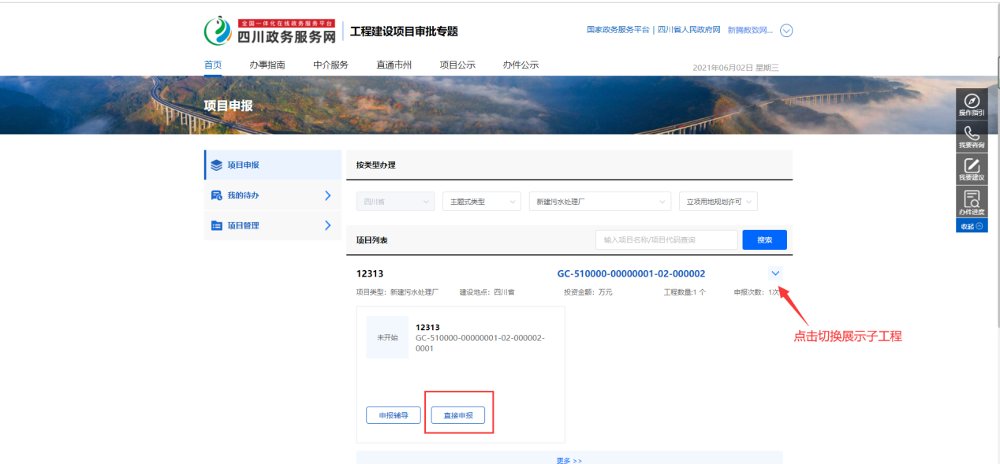 全国一体化在线政务服务平台
四川政务服务网
工程建设项目审批专题
国家政务服务平台 | 四川省人民政府网 新腾数致网...
首页 办事指南 中介服务 直通市州 项目公示 办件公示
2021年06月02日 星期三
项目申报
操作指引
我要咨询
我要建议
办件进度
收起
项目申报
我的待办
项目管理
按类型办理
四川省 主题式类型 新建污水处理厂 立项用地规划许可
项目列表 输入项目名称/项目代码查询 搜索
12313 GC-510000-00000001-02-000002
项目类型: 新建污水处理厂 建设地点: 四川省 投资金额: 万元 工程数量:1 个 申报次数: 1次
点击切换展示子工程
未开始
12313
GC-510000-00000001-02-000002-
0001
申报辅导 直接申报
更多 >>